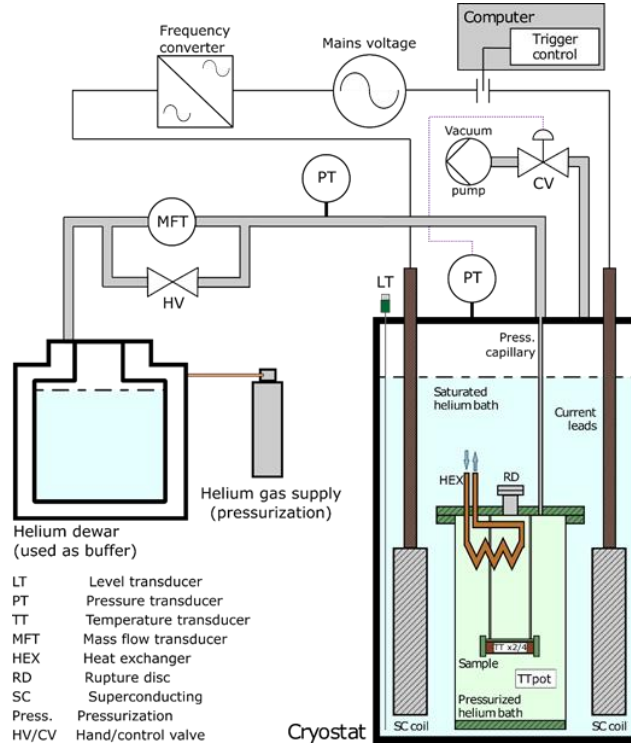 Frequency
converter
Mains voltage
Computer
Trigger
control
Vacuum
pump
CV
PT
MFT
HV
PT
LT
Press.
capillary
Saturated
helium bath
Current
leads
HEX
RD
Helium gas supply
(pressurization)
Helium dewar
(used as buffer)
TT x2/4
Sample
TTpot
Pressurized
helium bath
SC coil
SC coil
Cryostat
LT Level transducer
PT Pressure transducer
TT Temperature transducer
MFT Mass flow transducer
HEX Heat exchanger
RD Rupture disc
SC Superconducting
Press. Pressurization
HV/CV Hand/control valve